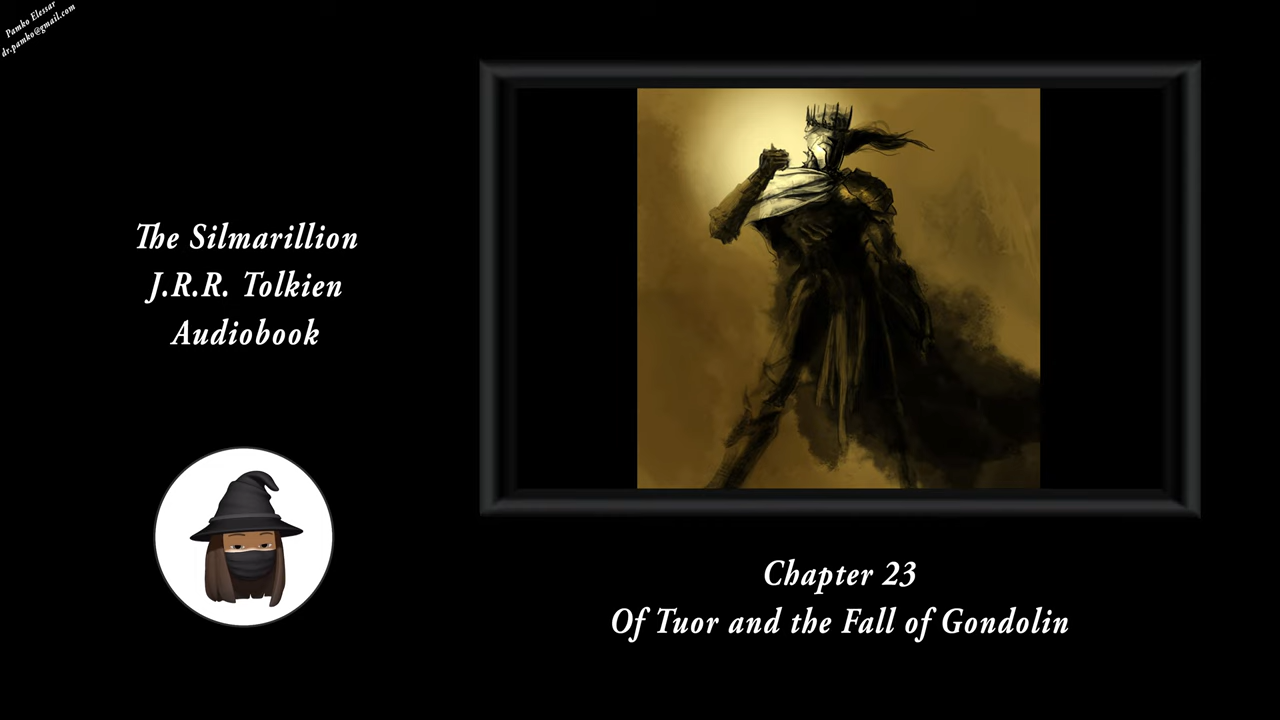 Pamko Elessar
dr.pamko@gmail.com
The Silmarillion
J.R.R. Tolkien
Audiobook
Chapter 23
Of Tuor and the Fall of Gondolin